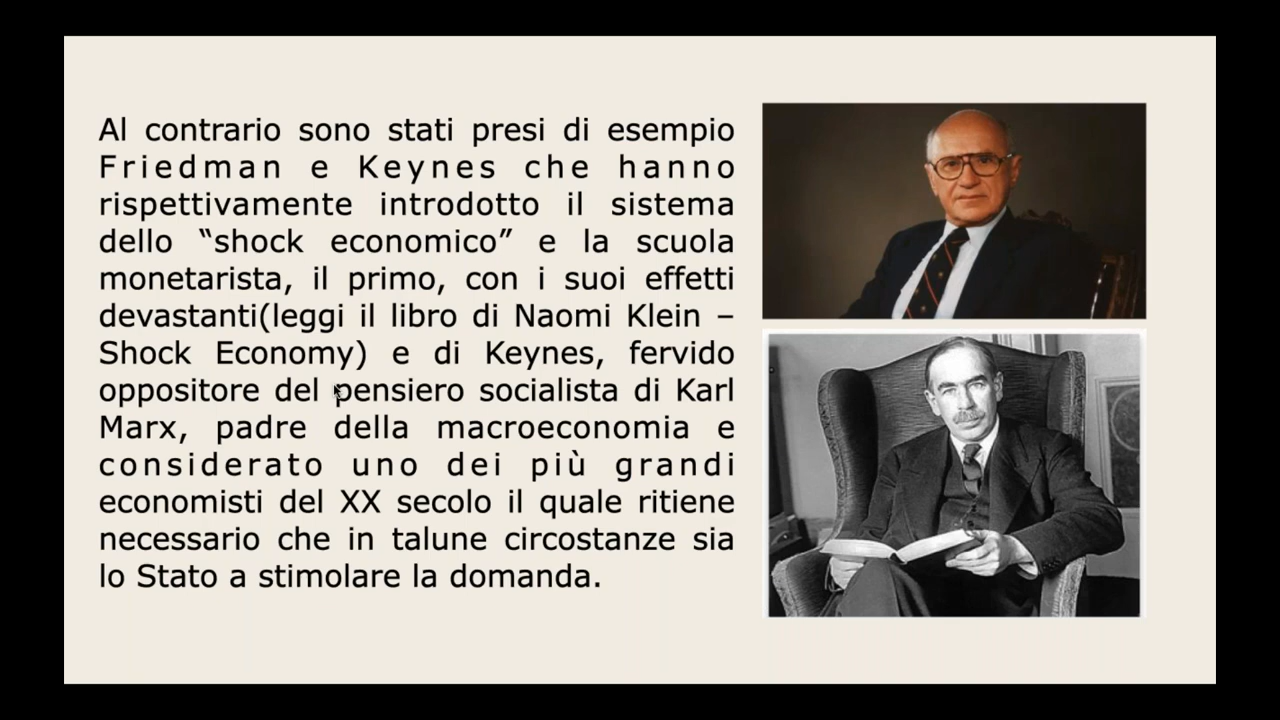 Al contrario sono stati presi di esempio
Friedman e Keynes che hanno
rispettivamente introdotto il sistema
dello “shock economico” e la scuola
monetarista, il primo, con i suoi effetti
devastanti(leggi il libro di Naomi Klein –
Shock Economy) e di Keynes, fervido
oppositore del pensiero socialista di Karl
Marx, padre della macroeconomia e
considerato uno dei più grandi
economisti del XX secolo il quale ritiene
necessario che in talune circostanze sia
lo Stato a stimolare la domanda.